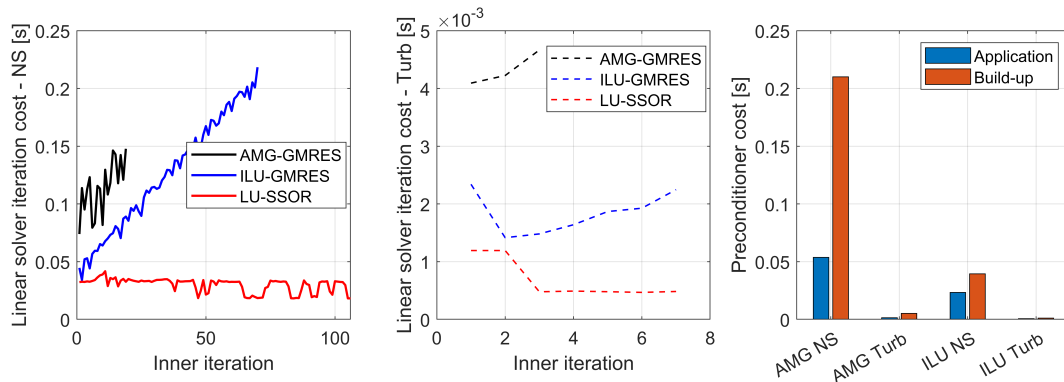 Linear solver iteration cost - NS [s]
0.25
0.2
0.15
0.1
0.05
0
0
50
100
Inner iteration
AMG-GMRES
ILU-GMRES
LU-SSOR
Linear solver iteration cost - Turb [s]
×10⁻³
5
4
3
2
1
0
0
2
4
6
8
Inner iteration
AMG-GMRES
ILU-GMRES
LU-SSOR
Preconditioner cost [s]
0.25
0.2
0.15
0.1
0.05
0
AMG NS
AMG Turb
ILU NS
ILU Turb
Application
Build-up